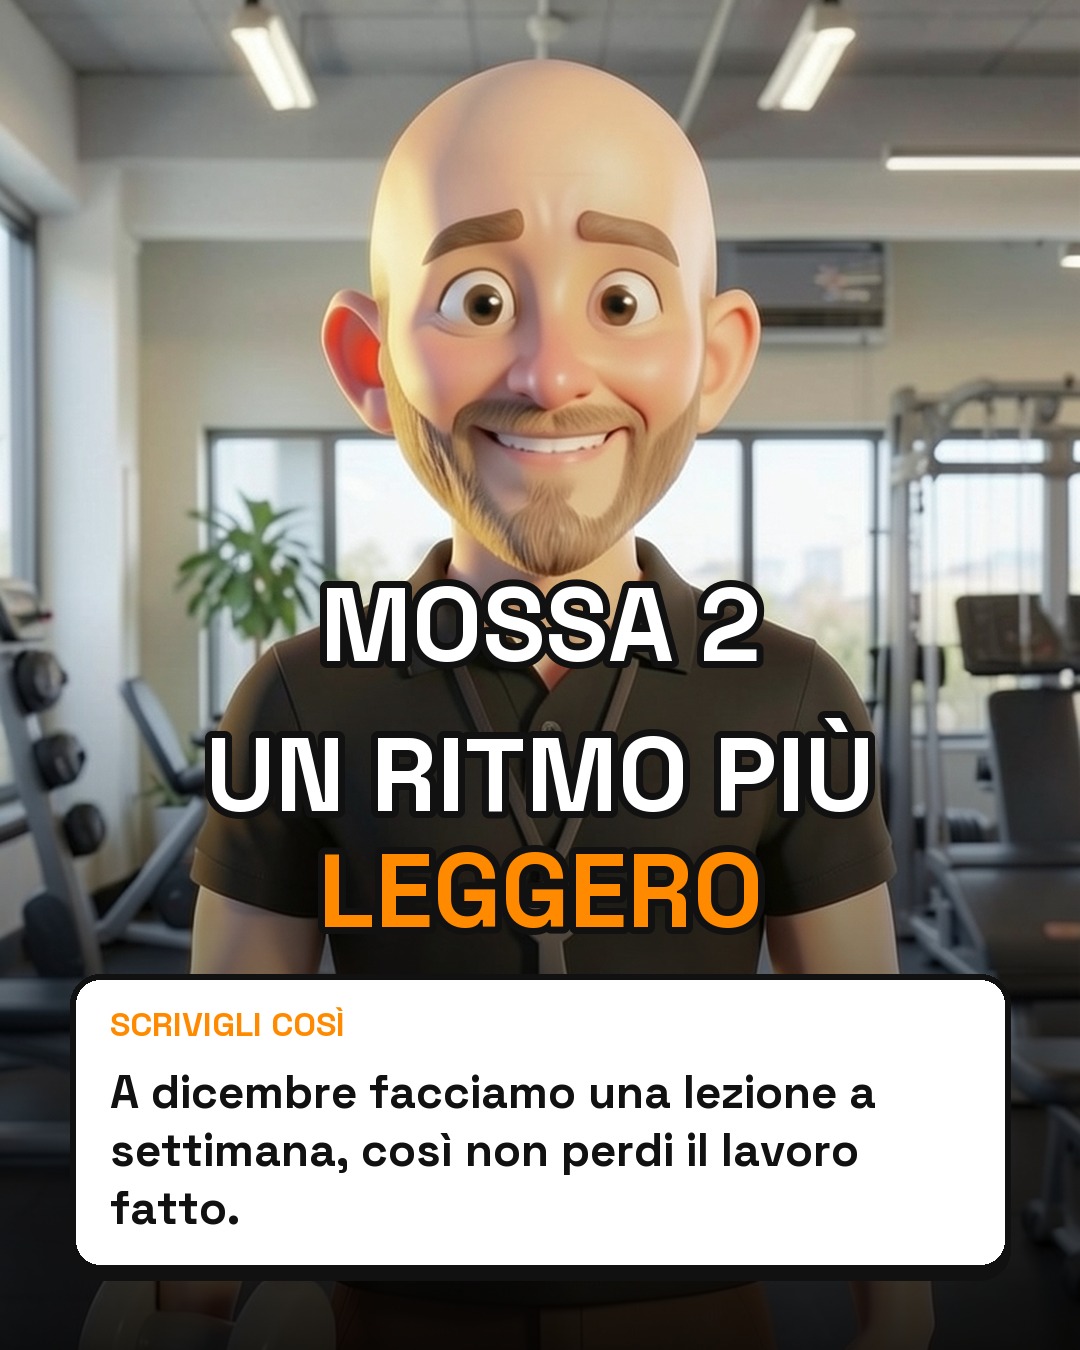 MOSSA 2
UN RITMO PIÙ
LEGGERO
SCRIVIGLI COSÌ
A dicembre facciamo una lezione a
settimana, così non perdi il lavoro
fatto.